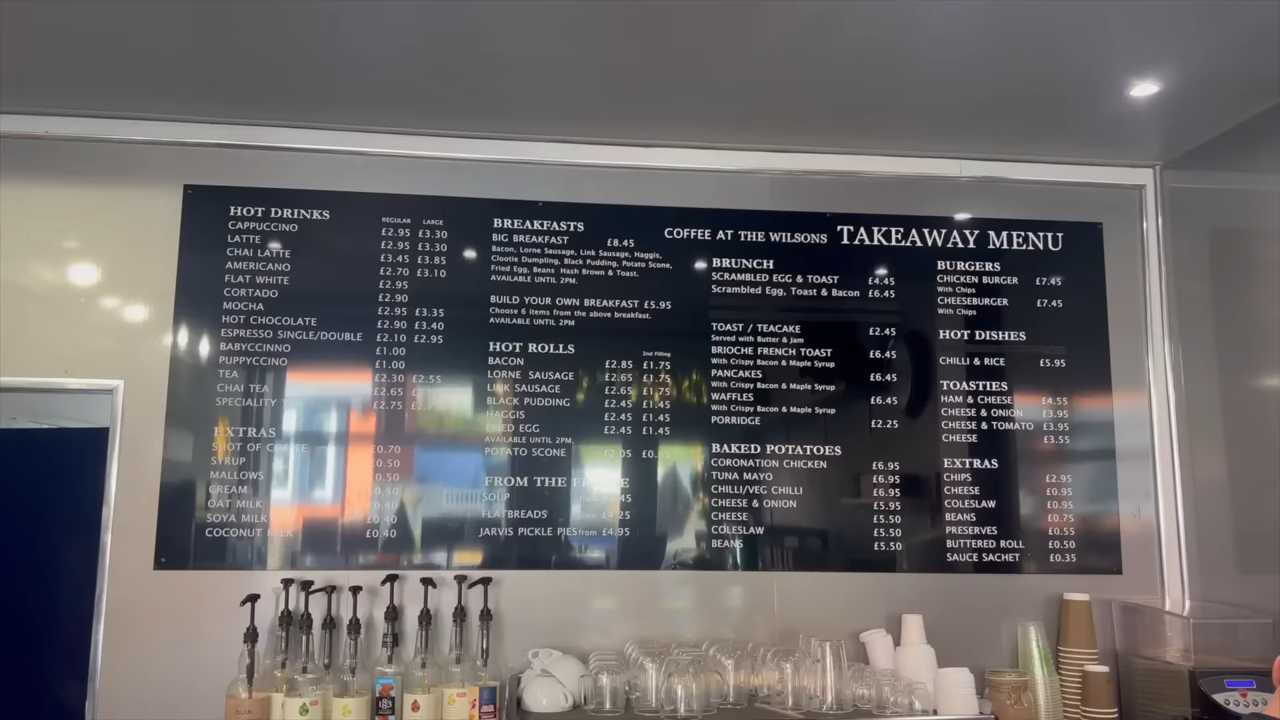 COFFEE AT THE WILSONS TAKEAWAY MENU
HOT DRINKS
REGULAR LARGE
CAPPUCCINO £2.95 £3.30
LATTE £2.95 £3.30
CHAI LATTE £3.45 £3.85
AMERICANO £2.70 £3.10
FLAT WHITE £2.95
CORTADO £2.90
MOCHA £2.95 £3.35
HOT CHOCOLATE £2.90 £3.40
ESPRESSO SINGLE/DOUBLE £2.10 £2.95
BABYCCINNO £1.00
PUPPYCCINO £1.00
TEA £2.30 £2.55
CHAI TEA £2.65
SPECIALITY £2.75
EXTRAS
SHOT OF COFFEE £0.70
SYRUP £0.50
MALLOWS £0.50
CREAM £0.50
OAT MILK £0.40
SOYA MILK £0.40
COCONUT MILK £0.40
BREAKFASTS
BIG BREAKFAST £8.45
Bacon, Lorne Sausage, Link Sausage, Haggis,
Clootie Dumpling, Black Pudding, Potato Scone,
Fried Egg, Beans Hash Brown & Toast.
AVAILABLE UNTIL 2PM.
BUILD YOUR OWN BREAKFAST £5.95
Choose 6 items from the above breakfast.
AVAILABLE UNTIL 2PM
HOT ROLLS
2nd Filling
BACON £2.85 £1.75
LORNE SAUSAGE £2.65 £1.75
LINK SAUSAGE £2.65 £1.75
BLACK PUDDING £2.45 £1.45
HAGGIS £2.45 £1.45
FRIED EGG £2.45 £1.45
AVAILABLE UNTIL 2PM.
POTATO SCONE £2.05
FROM THE
SOUP
FLATBREADS from £4.25
JARVIS PICKLE PIES from £4.95
BRUNCH
SCRAMBLED EGG & TOAST £4.45
Scrambled Egg, Toast & Bacon £6.45
TOAST / TEACAKE £2.45
Served with Butter & Jam
BRIOCHE FRENCH TOAST £6.45
With Crispy Bacon & Maple Syrup
PANCAKES £6.45
With Crispy Bacon & Maple Syrup
WAFFLES £6.45
With Crispy Bacon & Maple Syrup
PORRIDGE £2.25
BAKED POTATOES
CORONATION CHICKEN £6.95
TUNA MAYO £6.95
CHILLI/VEG CHILLI £6.95
CHEESE & ONION £5.95
CHEESE £5.50
COLESLAW £5.50
BEANS £5.50
BURGERS
CHICKEN BURGER £7.45
With Chips
CHEESEBURGER £7.45
With Chips
HOT DISHES
CHILLI & RICE £5.95
TOASTIES
HAM & CHEESE £4.55
CHEESE & ONION £3.95
CHEESE & TOMATO £3.95
CHEESE £3.55
EXTRAS
CHIPS £2.95
CHEESE £0.95
COLESLAW £0.95
BEANS £0.75
PRESERVES £0.55
BUTTERED ROLL £0.50
SAUCE SACHET £0.35